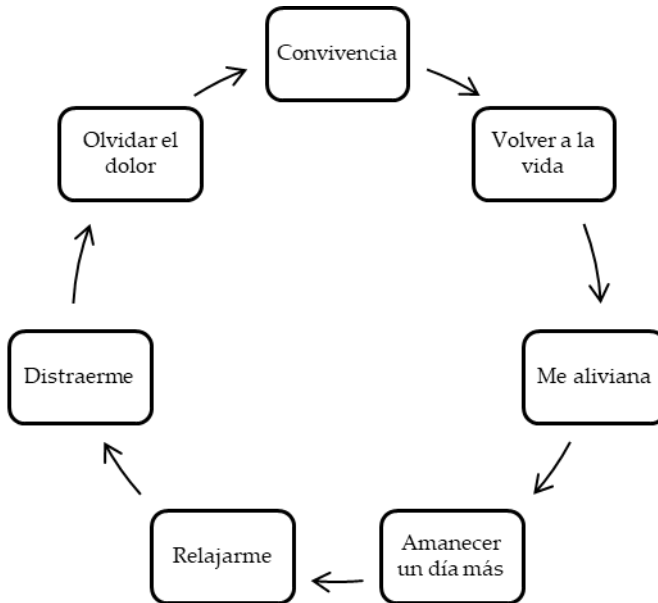 Convivencia
Volver a la
vida
Me aliviana
Amanecer
un día más
Relajarme
Distraerme
Olvidar el
dolor